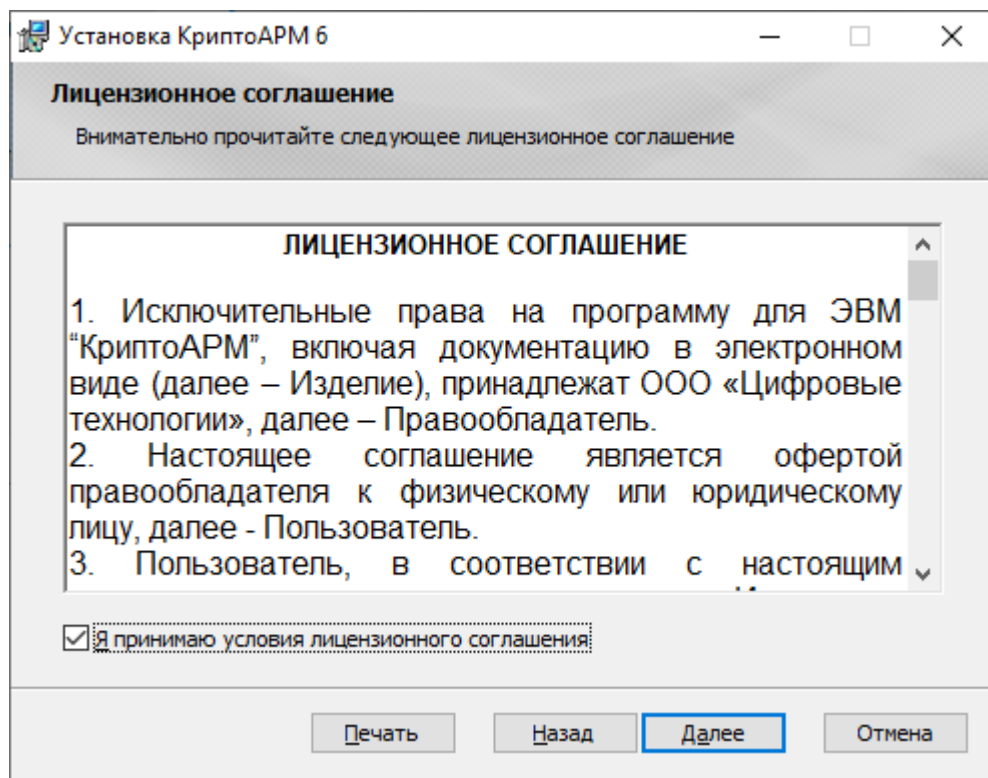 Установка КриптоАРМ 6
Лицензионное соглашение
Внимательно прочитайте следующее лицензионное соглашение
ЛИЦЕНЗИОННОЕ СОГЛАШЕНИЕ
1. Исключительные права на программу для ЭВМ
“КриптоАРМ”, включая документацию в электронном
виде (далее – Изделие), принадлежат ООО «Цифровые
технологии», далее – Правообладатель.
2. Настоящее соглашение является офертой
правообладателя к физическому или юридическому
лицу, далее - Пользователь.
3. Пользователь, в соответствии с настоящим
Я принимаю условия лицензионного соглашения
Печать Назад Далее Отмена